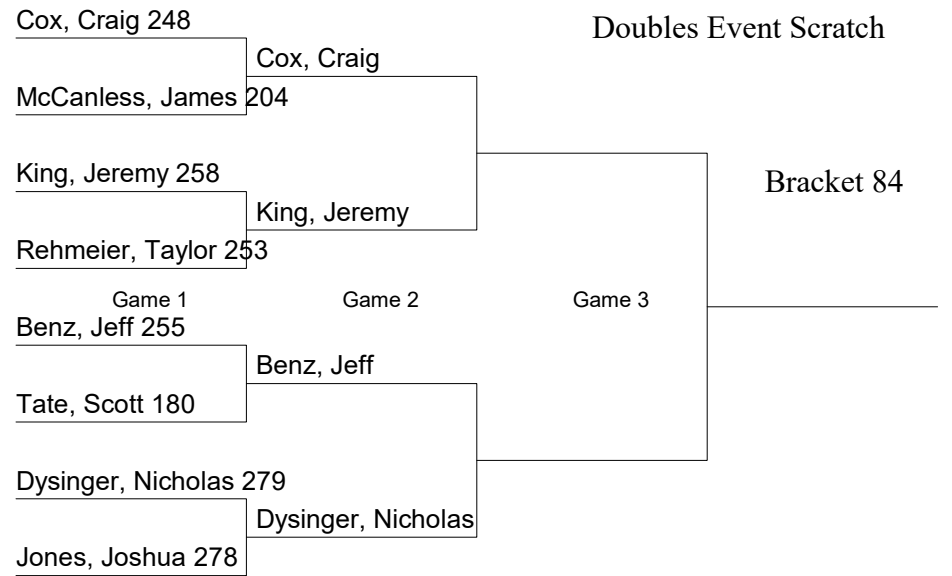 Cox, Craig 248
Doubles Event Scratch
Cox, Craig
McCanless, James 204
King, Jeremy 258
Bracket 84
King, Jeremy
Rehmeier, Taylor 253
Game 1
Game 2
Game 3
Benz, Jeff 255
Benz, Jeff
Tate, Scott 180
Dysinger, Nicholas 279
Dysinger, Nicholas
Jones, Joshua 278